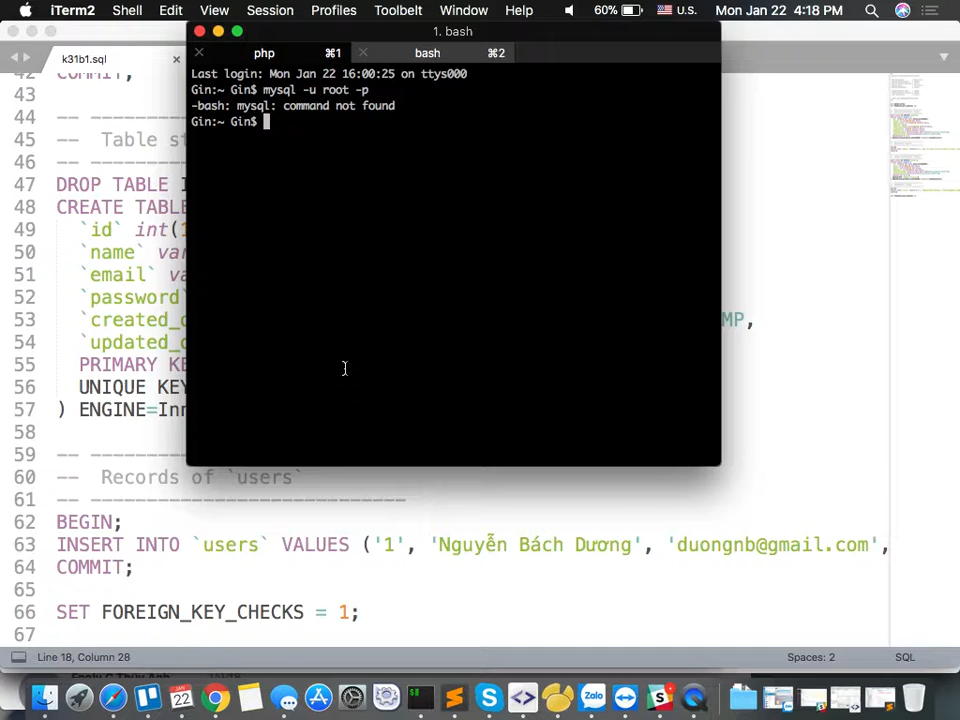 iTerm2 Shell Edit View Session Profiles Toolbelt Window Help 60% U.S. Mon Jan 22 4:18 PM
1. bash
k31b1.sql
php ⌘1 bash ⌘2
Last login: Mon Jan 22 16:00:25 on ttys000
Gin:~ Gin$ mysql -u root -p
-bash: mysql: command not found
Gin:~ Gin$
42 COMMIT;
43
44 -- --
45 -- Table
46 -- --
47 DROP TABLE
48 CREATE TABLE
49 `id` int(
50 `name`
51 `email`
52 `password`
53 `created_ MP,
54 `updated_
55 PRIMARY
56 UNIQUE KEY
57 ) ENGINE=
58
59 -- --
60 -- Records of `users`
61 -- ----------------------------
62 BEGIN;
63 INSERT INTO `users` VALUES ('1', 'Nguyễn Bách Dương', 'duongnb@gmail.com',
64 COMMIT;
65
66 SET FOREIGN_KEY_CHECKS = 1;
67
Line 18, Column 28 Spaces: 2 SQL
22
Zalo